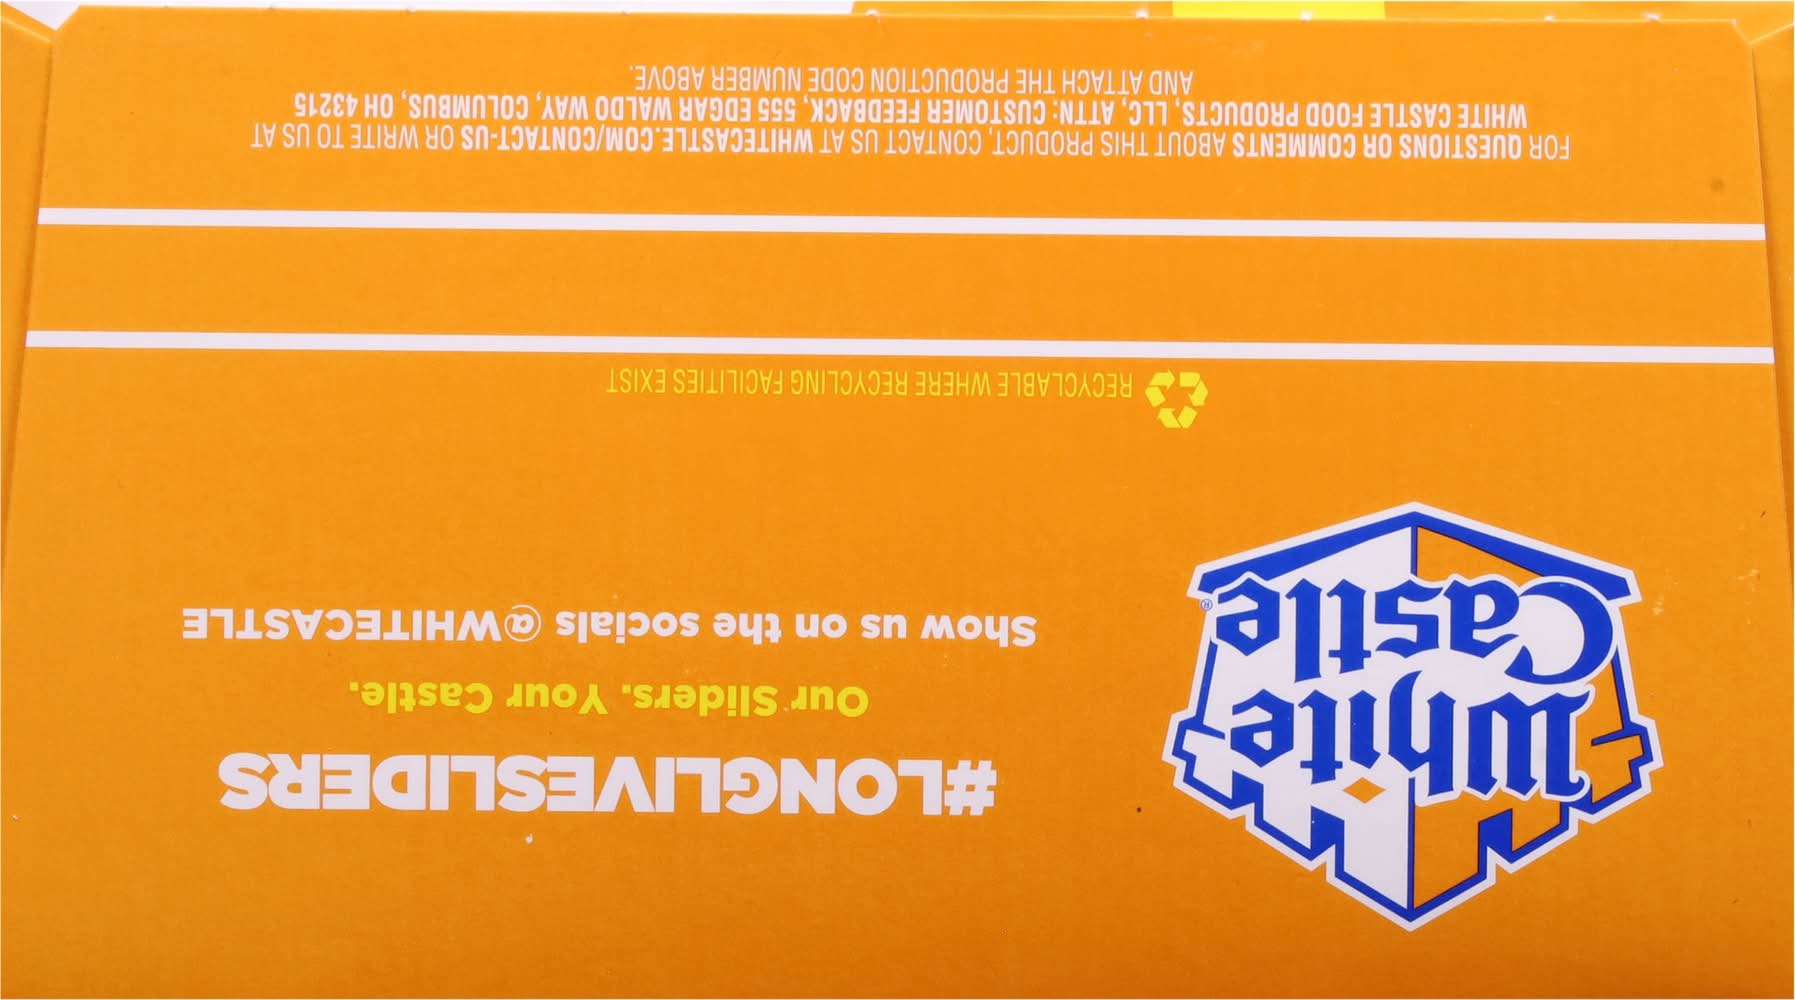 White
Castle®
#LONGLIVESLIDERS
Our Sliders. Your Castle.
Show us on the socials @WHITECASTLE
RECYCLABLE WHERE RECYCLING FACILITIES EXIST
FOR QUESTIONS OR COMMENTS ABOUT THIS PRODUCT, CONTACT US AT WHITECASTLE.COM/CONTACT-US OR WRITE TO US AT
WHITE CASTLE FOOD PRODUCTS, LLC, ATTN: CUSTOMER FEEDBACK, 555 EDGAR WALDO WAY, COLUMBUS, OH 43215
AND ATTACH THE PRODUCTION CODE NUMBER ABOVE.